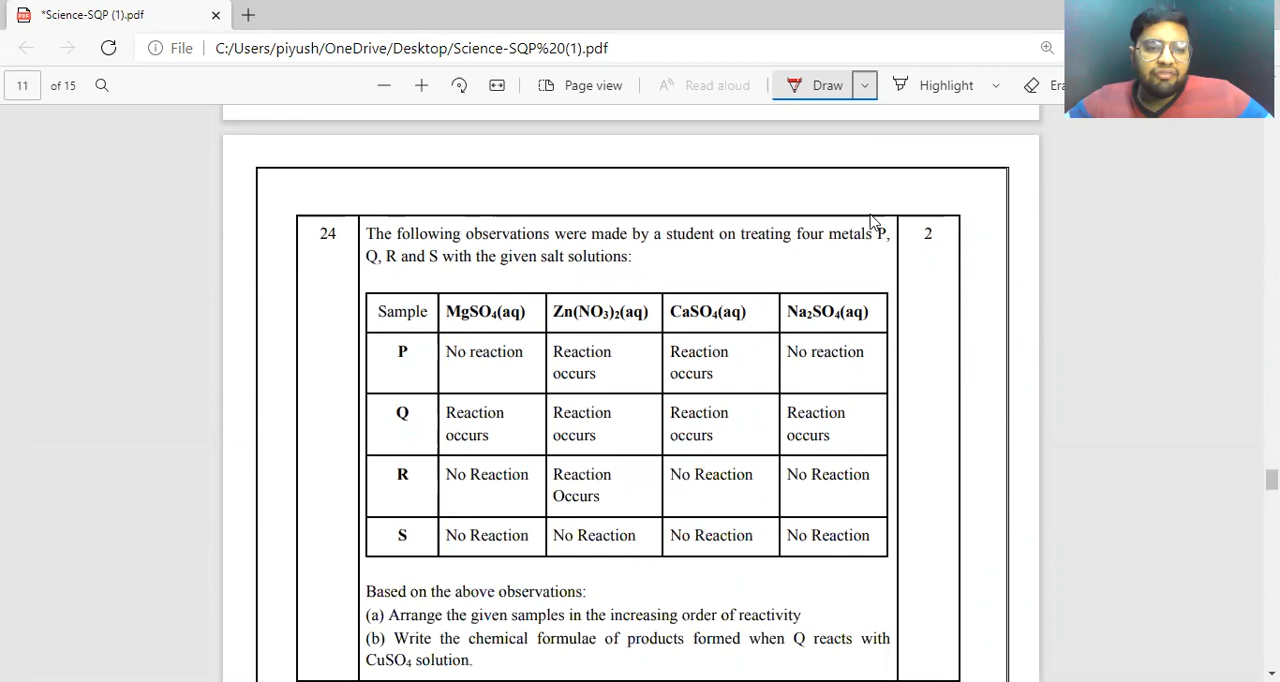 *Science-SQP (1).pdf
File | C:/Users/piyush/OneDrive/Desktop/Science-SQP%20(1).pdf
11 of 15 Page view Read aloud Draw Highlight Era
24 The following observations were made by a student on treating four metals P, 2
Q, R and S with the given salt solutions:
Sample MgSO₄(aq) Zn(NO₃)₂(aq) CaSO₄(aq) Na₂SO₄(aq)
P No reaction Reaction occurs Reaction occurs No reaction
Q Reaction occurs Reaction occurs Reaction occurs Reaction occurs
R No Reaction Reaction Occurs No Reaction No Reaction
S No Reaction No Reaction No Reaction No Reaction
Based on the above observations:
(a) Arrange the given samples in the increasing order of reactivity
(b) Write the chemical formulae of products formed when Q reacts with
CuSO₄ solution.